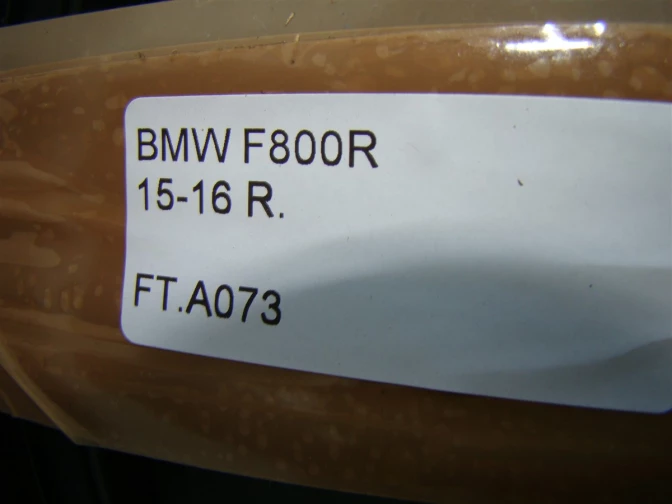 BMW F800R
15-16 R.
FT.A073